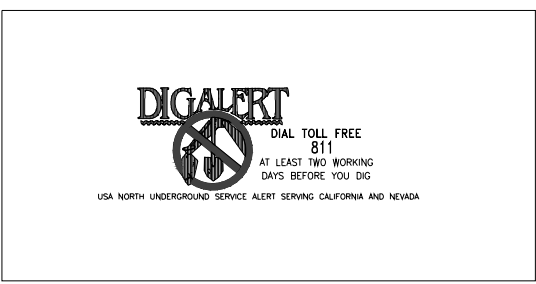 DIGALERT
DIAL TOLL FREE
811
AT LEAST TWO WORKING
DAYS BEFORE YOU DIG
USA NORTH UNDERGROUND SERVICE ALERT SERVING CALIFORNIA AND NEVADA